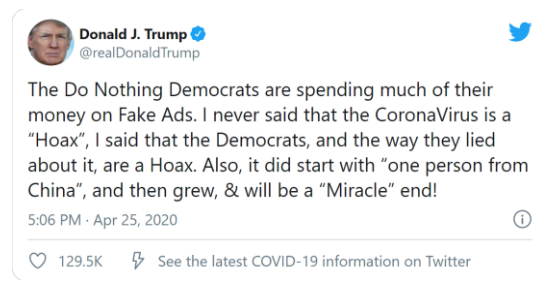 Donald J. Trump
@realDonaldTrump
The Do Nothing Democrats are spending much of their
money on Fake Ads. I never said that the CoronaVirus is a
“Hoax”, I said that the Democrats, and the way they lied
about it, are a Hoax. Also, it did start with “one person from
China”, and then grew, & will be a “Miracle” end!
5:06 PM · Apr 25, 2020
129.5K See the latest COVID-19 information on Twitter